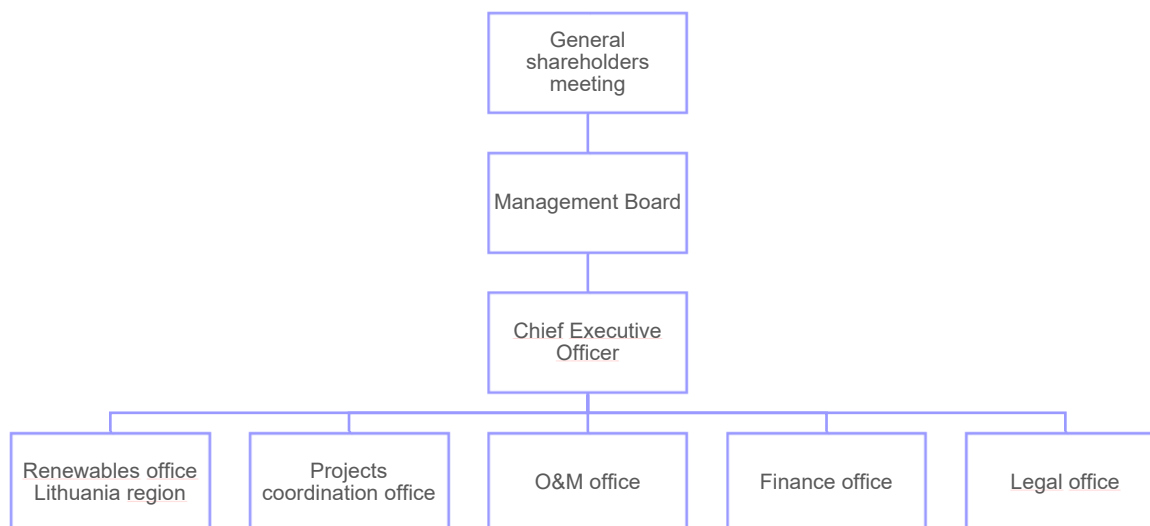 General
shareholders
meeting
Management Board
Chief Executive
Officer
Renewables office
Lithuania region
Projects
coordination office
O&M office
Finance office
Legal office